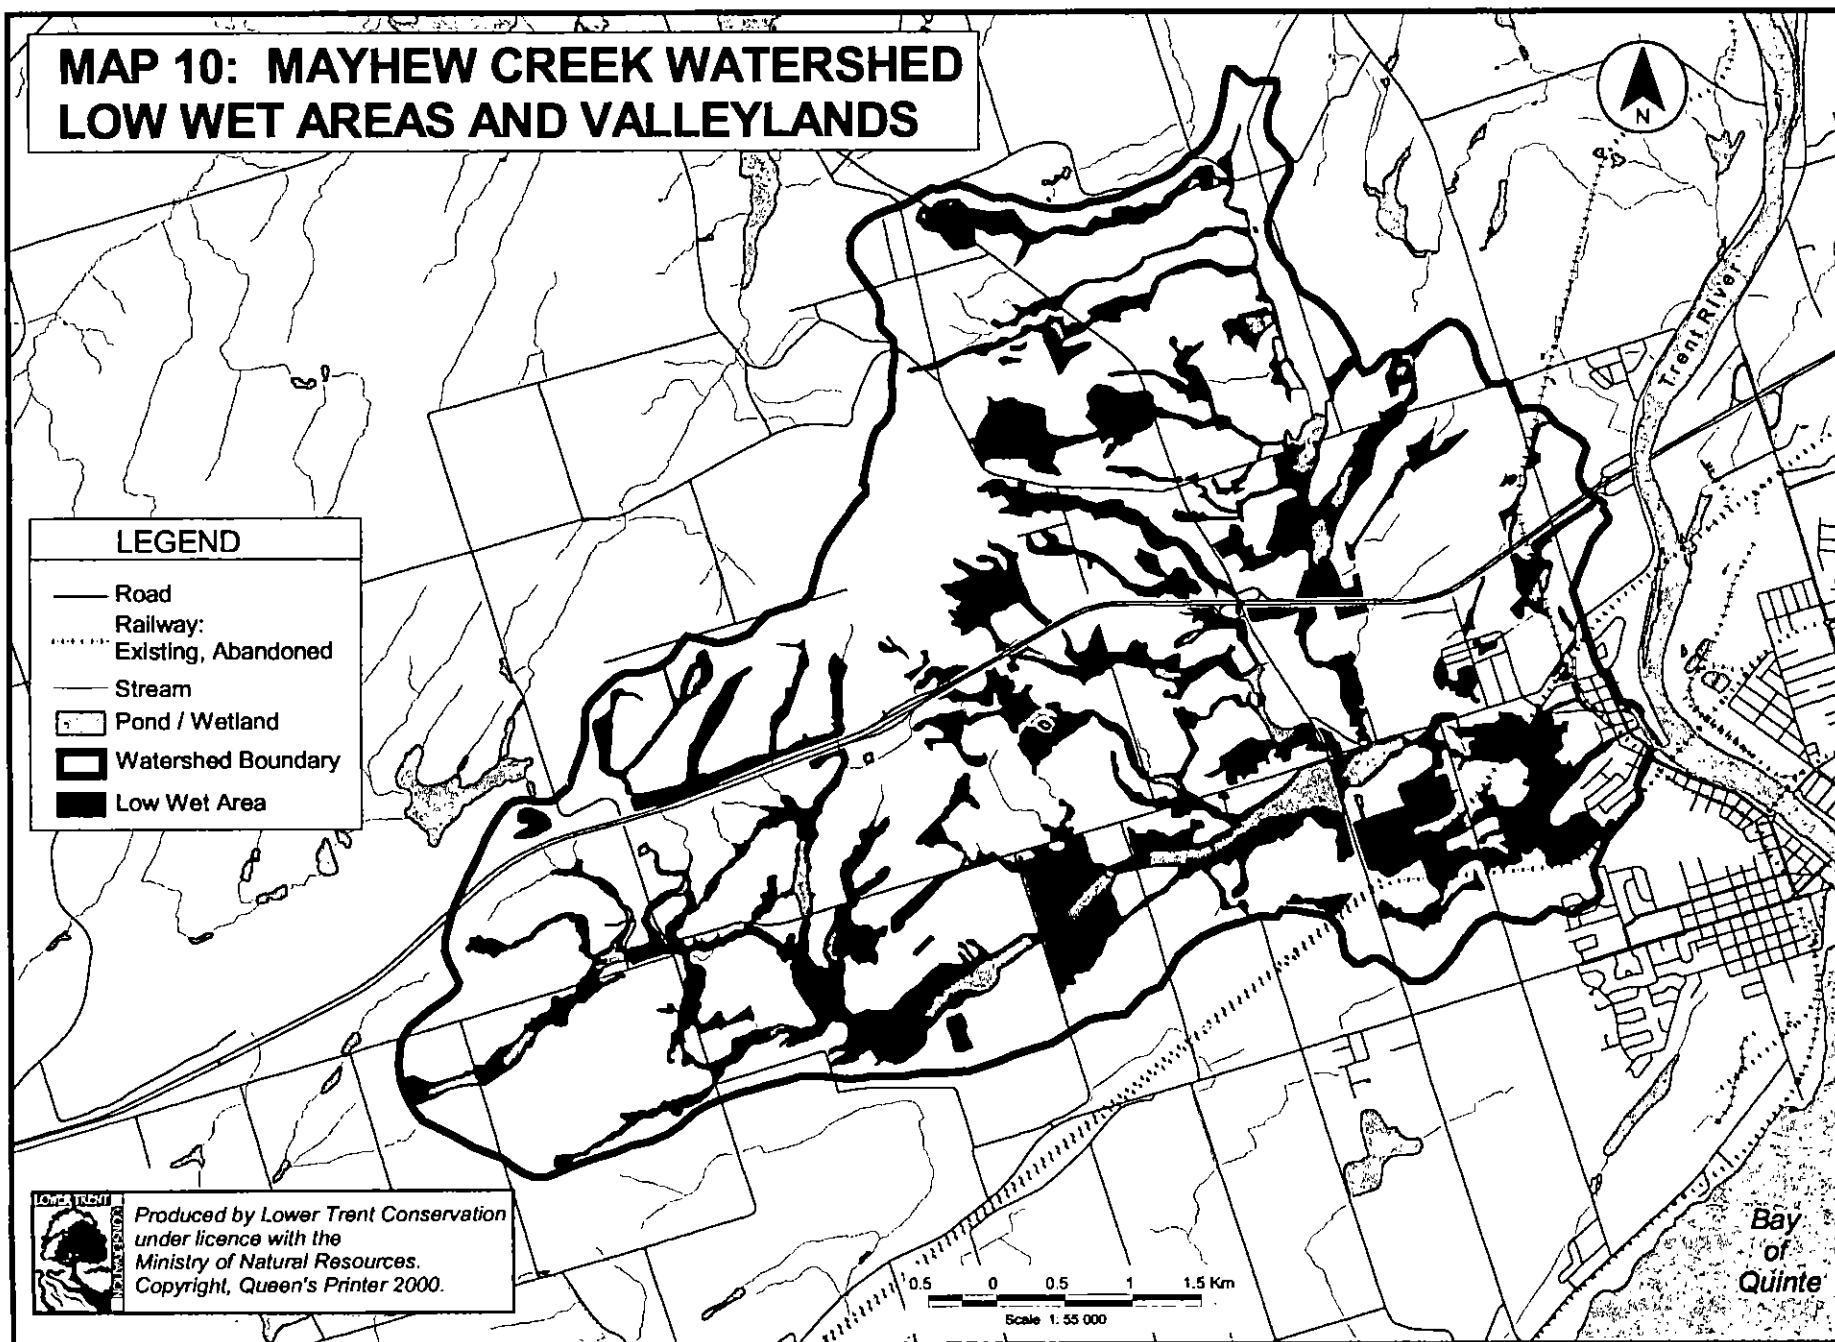 MAP 10: MAYHEW CREEK WATERSHED
LOW WET AREAS AND VALLEYLANDS
N
Trent River
LEGEND
Road
Railway:
Existing, Abandoned
Stream
Pond / Wetland
Watershed Boundary
Low Wet Area
LOWER TRENT
CONSERVATION
Produced by Lower Trent Conservation
under licence with the
Ministry of Natural Resources.
Copyright, Queen's Printer 2000.
0.5 0 0.5 1 1.5 Km
Scale 1: 55 000
Bay
of
Quinte